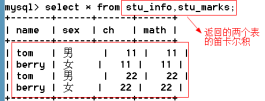 mysql> select * from stu_info,stu_marks;
| name | sex | ch | math |
| tom | 男 | 11 | 11 |
| berry | 女 | 11 | 11 |
| tom | 男 | 22 | 22 |
| berry | 女 | 22 | 22 |
返回的两个表
的笛卡尔积